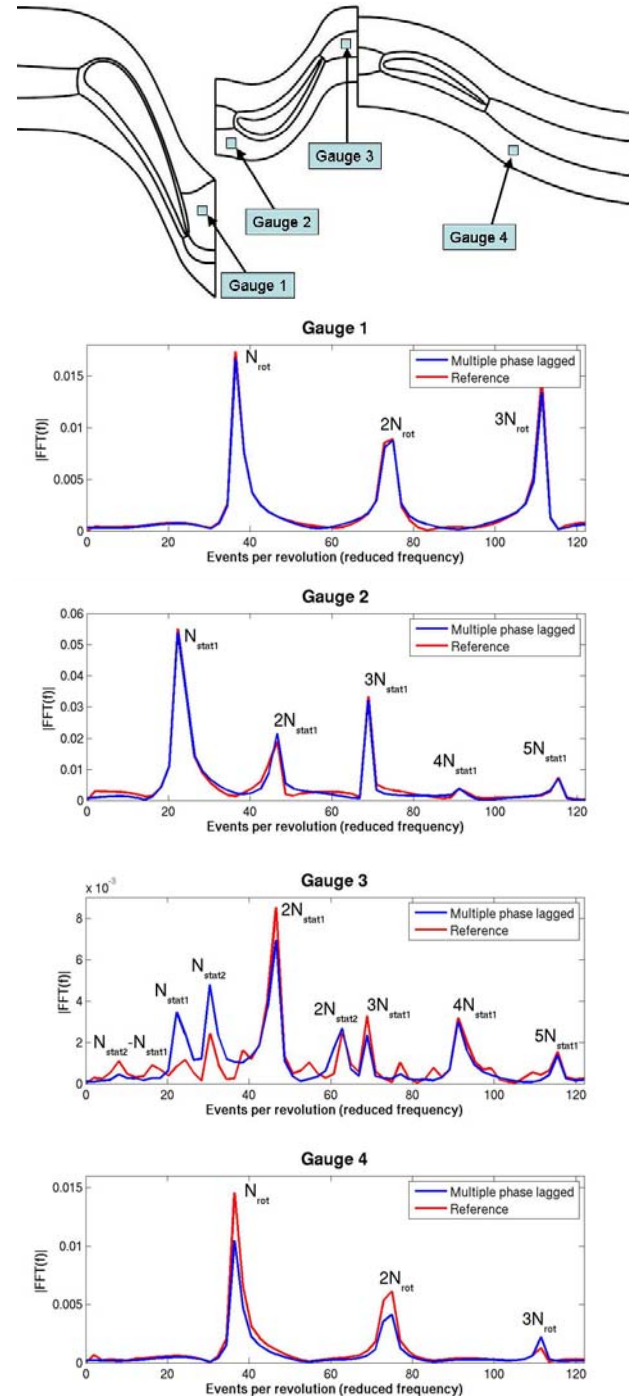 Gauge 3
Gauge 2
Gauge 4
Gauge 1
Gauge 1
N_rot
2N_rot
3N_rot
Multiple phase lagged
Reference
|FFT(f)|
0.015
0.01
0.005
0
0 20 40 60 80 100 120
Events per revolution (reduced frequency)
Gauge 2
N_stat1
2N_stat1
3N_stat1
4N_stat1
5N_stat1
Multiple phase lagged
Reference
|FFT(f)|
0.06
0.05
0.04
0.03
0.02
0.01
0
0 20 40 60 80 100 120
Events per revolution (reduced frequency)
Gauge 3
x 10^-3
N_stat2-N_stat1
N_stat1
N_stat2
2N_stat1
2N_stat2
3N_stat1
4N_stat1
5N_stat1
Multiple phase lagged
Reference
|FFT(f)|
8
6
4
2
0
0 20 40 60 80 100 120
Events per revolution (reduced frequency)
Gauge 4
N_rot
2N_rot
3N_rot
Multiple phase lagged
Reference
|FFT(f)|
0.015
0.01
0.005
0
0 20 40 60 80 100 120
Events per revolution (reduced frequency)